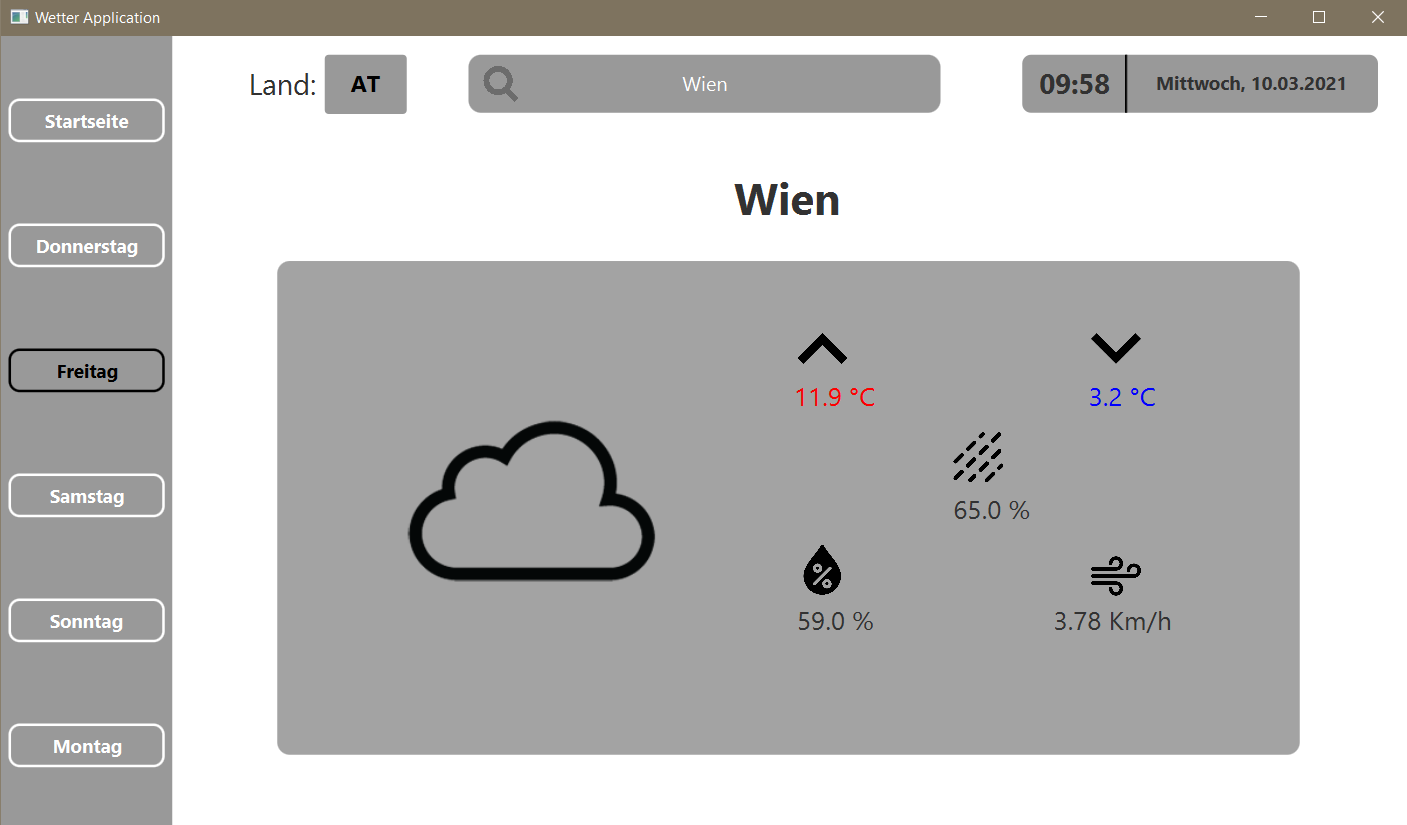 Wetter Application
Land: AT
Wien
09:58
Mittwoch, 10.03.2021
Startseite
Donnerstag
Freitag
Samstag
Sonntag
Montag
Wien
11.9 °C
3.2 °C
65.0 %
59.0 %
3.78 Km/h